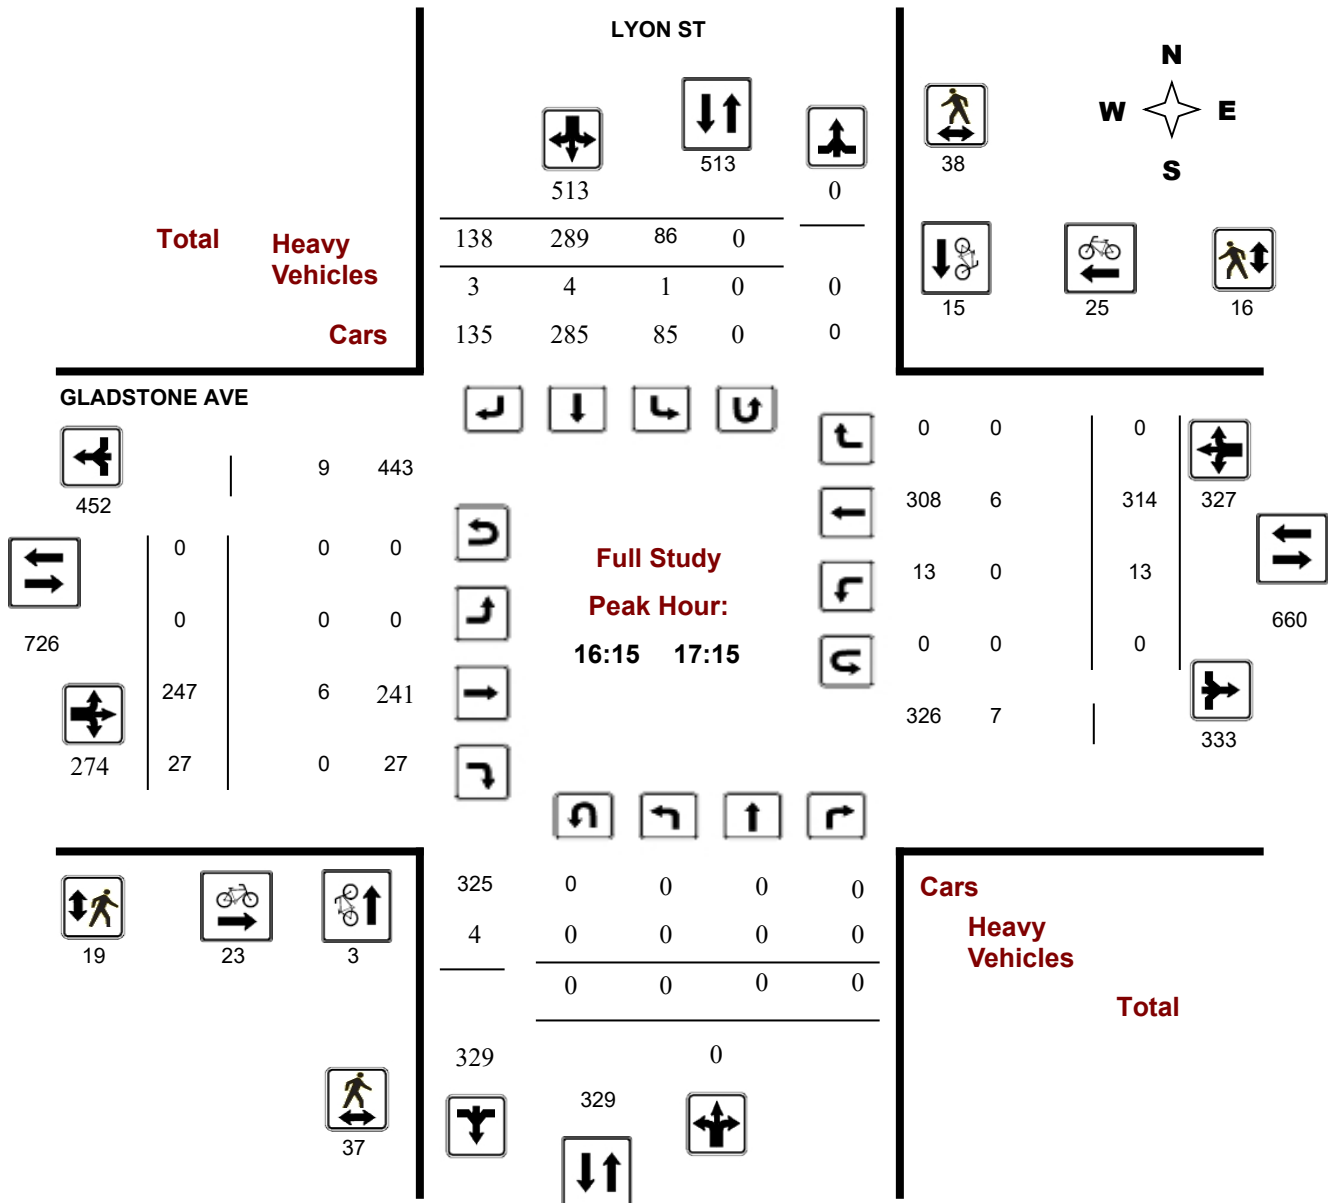 LYON ST
N
W E
S
513
38
513 0
Total Heavy
Vehicles
138 289 86 0
3 4 1 0 0
15 25 16
Cars 135 285 85 0 0
GLADSTONE AVE
0 0 0
9 443
452
308 6 314 327
0 0 0
Full Study
13 0 13
Peak Hour:
0 0 0
660
726
16:15 17:15
0 0 0
247 6 241
326 7
333
274 27 0 27
325 0 0 0 0
Cars
4 0 0 0 0
Heavy
Vehicles
19 23 3
0 0 0 0
Total
329 0
329
37